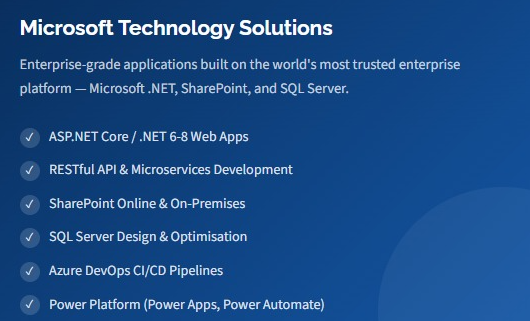 Microsoft Technology Solutions
Enterprise-grade applications built on the world's most trusted enterprise
platform — Microsoft .NET, SharePoint, and SQL Server.
ASP.NET Core / .NET 6-8 Web Apps
RESTful API & Microservices Development
SharePoint Online & On-Premises
SQL Server Design & Optimisation
Azure DevOps CI/CD Pipelines
Power Platform (Power Apps, Power Automate)